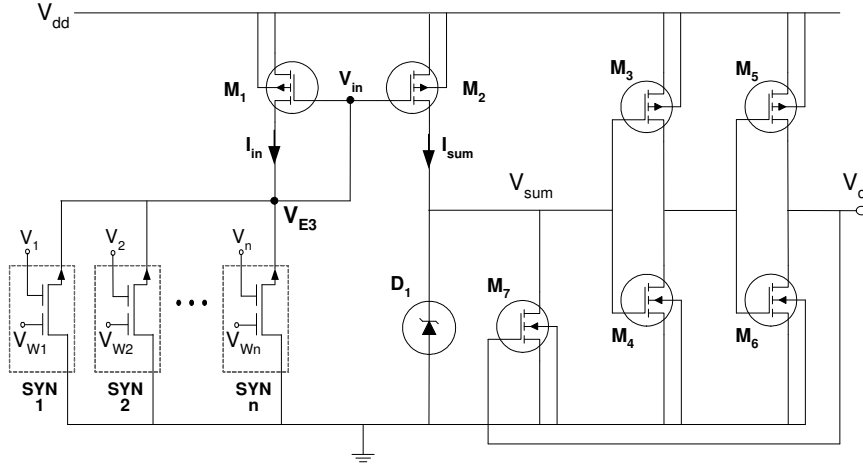 V_dd
M_1
V_in
M_2
M_3
M_5
I_in
I_sum
V_sum
V_E3
V_1
V_2
V_n
D_1
M_7
M_4
M_6
V_W1
V_W2
V_Wn
SYN 1
SYN 2
SYN n